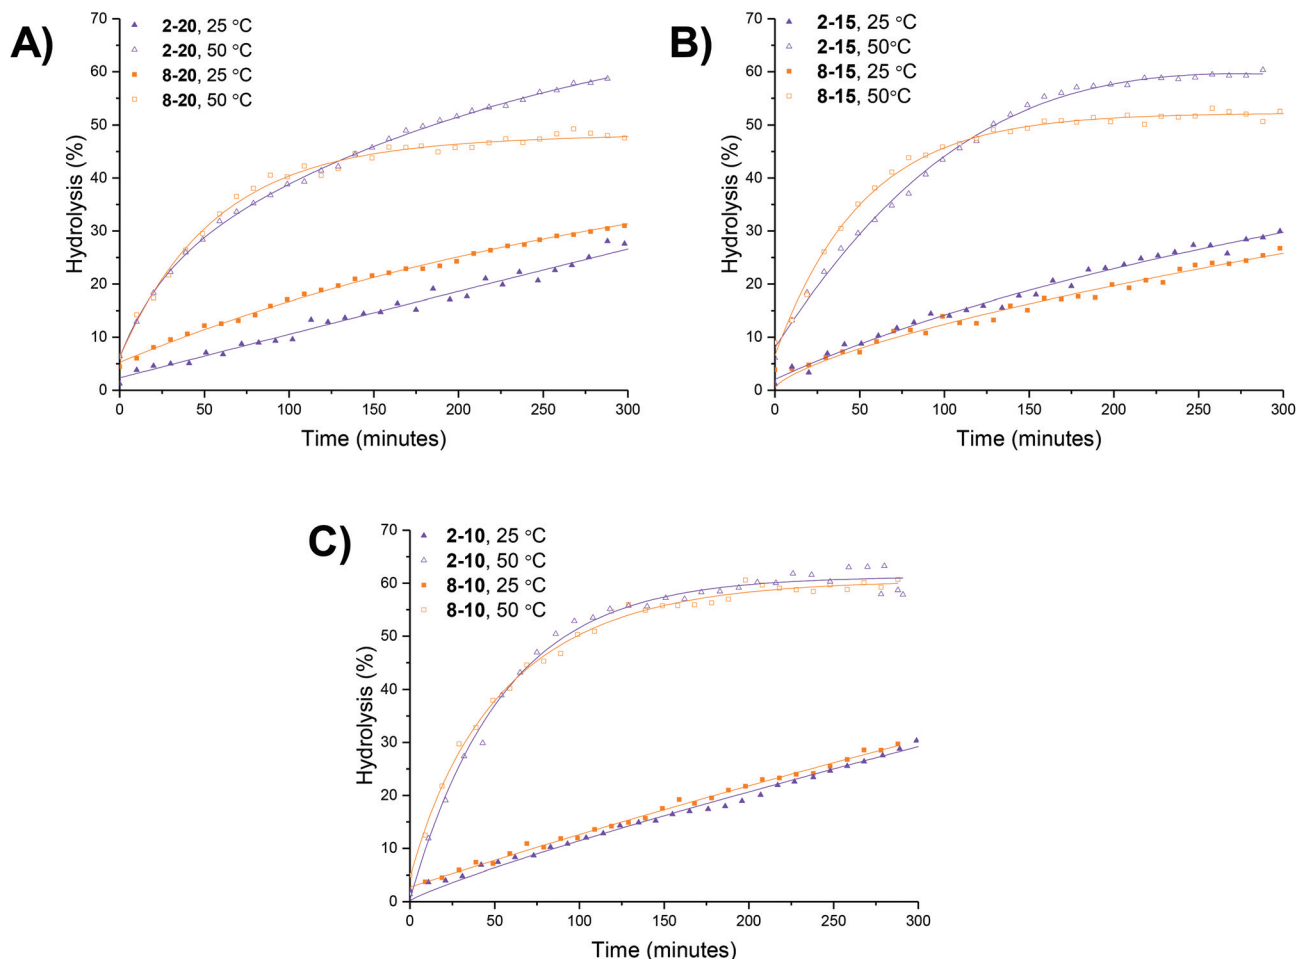 A)
70
60
50
40
30
20
10
0
Hydrolysis (%)
2-20, 25 °C
2-20, 50 °C
8-20, 25 °C
8-20, 50 °C
0 50 100 150 200 250 300
Time (minutes)
B)
70
60
50
40
30
20
10
0
Hydrolysis (%)
2-15, 25 °C
2-15, 50°C
8-15, 25 °C
8-15, 50°C
0 50 100 150 200 250 300
Time (minutes)
C)
70
60
50
40
30
20
10
0
Hydrolysis (%)
2-10, 25 °C
2-10, 50 °C
8-10, 25 °C
8-10, 50 °C
0 50 100 150 200 250 300
Time (minutes)